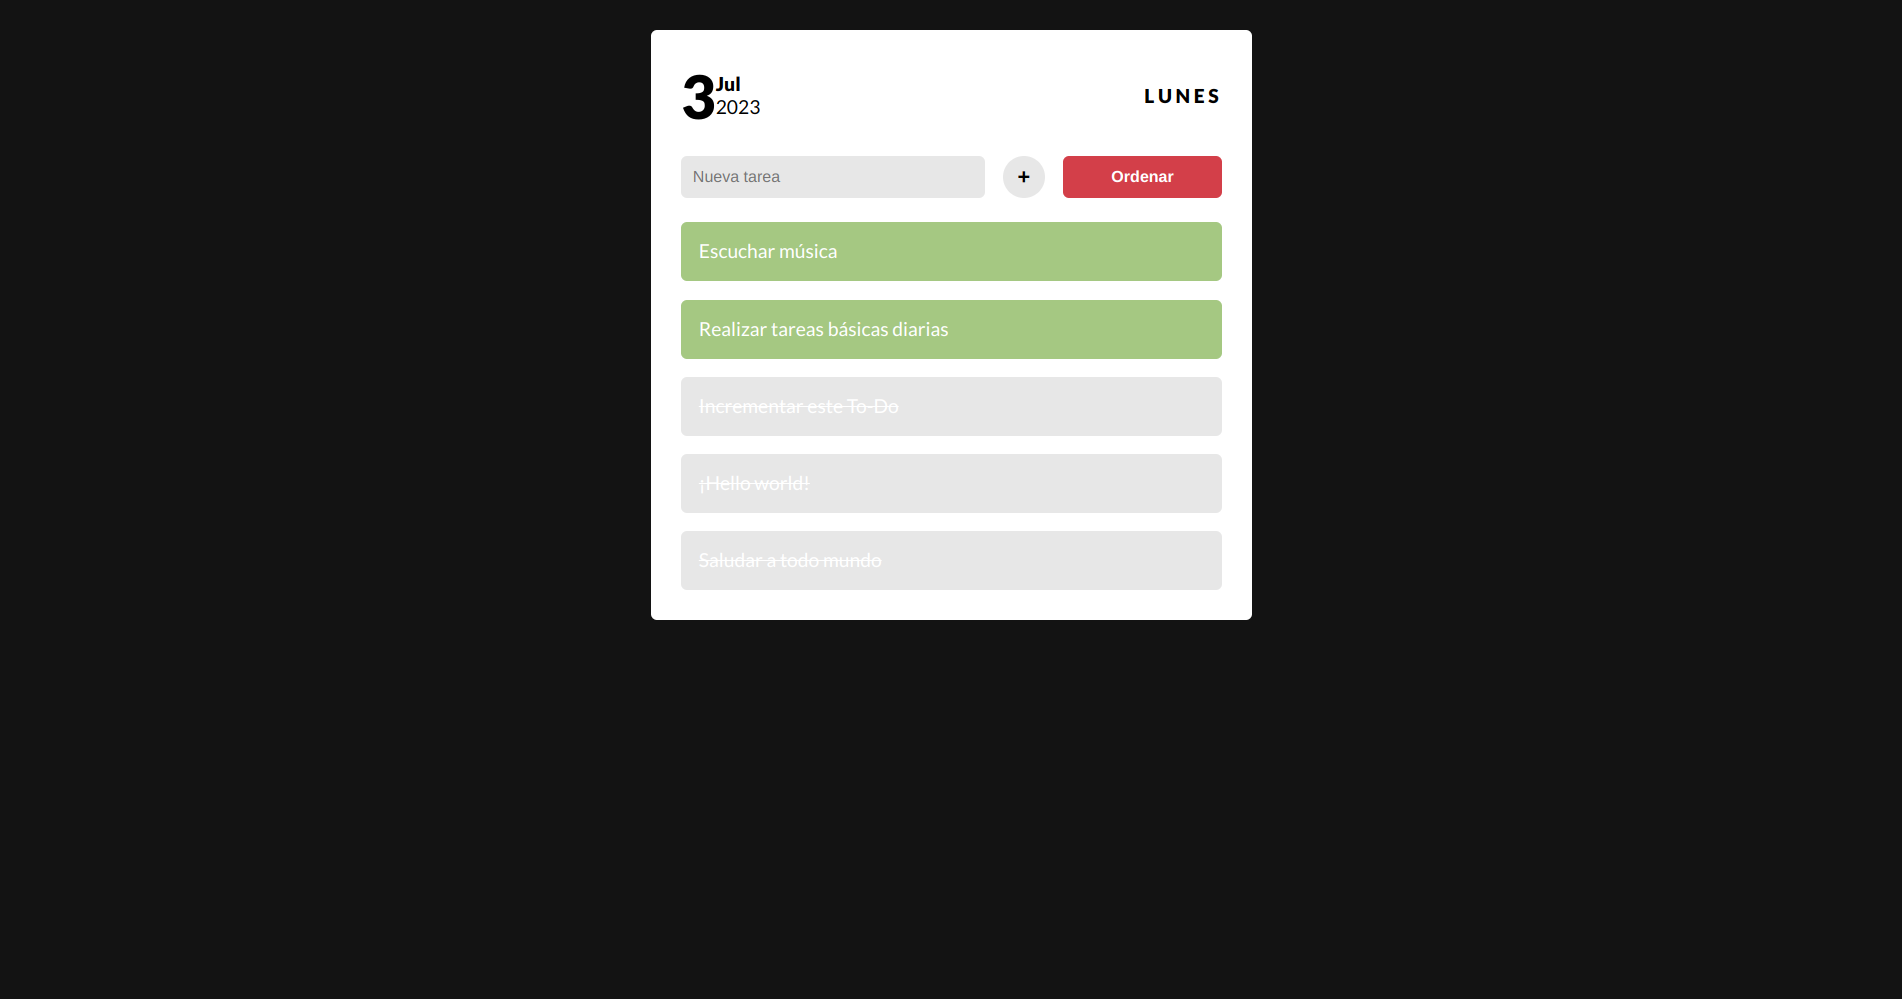 3
Jul
2023
LUNES
Nueva tarea
+
Ordenar
Escuchar música
Realizar tareas básicas diarias
Incrementar este To-Do
¡Hello world!
Saludar a todo mundo